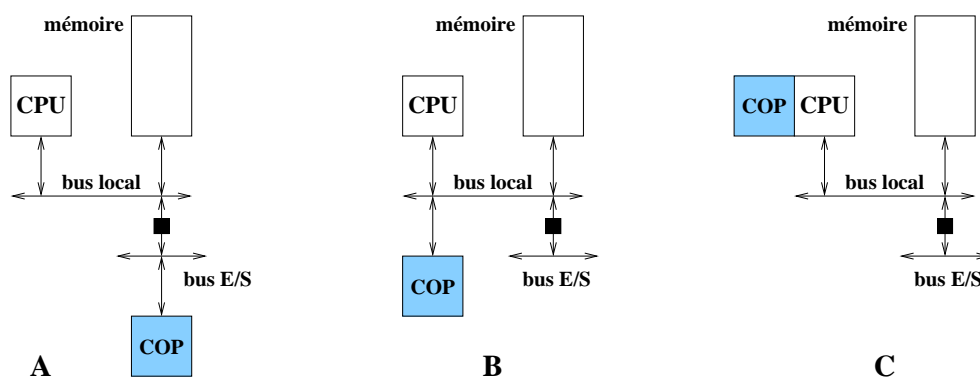 mémoire
CPU
bus local
bus E/S
COP
A
mémoire
CPU
bus local
COP
bus E/S
B
mémoire
COP
CPU
bus local
bus E/S
C